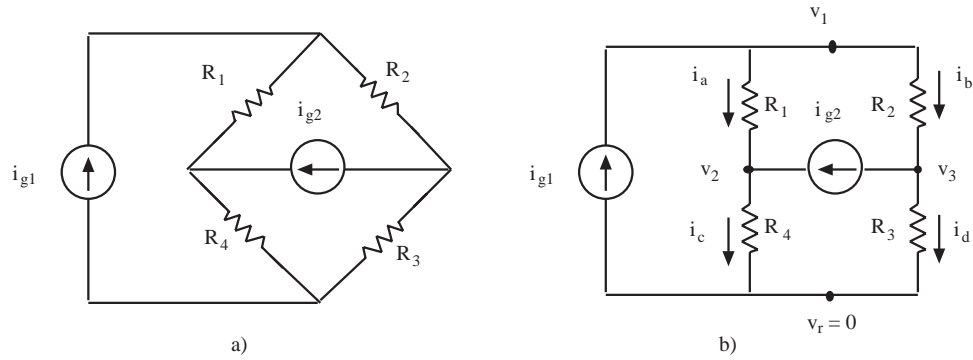 R1
R2
ig2
ig1
R4
R3
a)
v1
ia
ib
R1
R2
ig2
ig1
v2
v3
ic
R4
R3
id
vr = 0
b)